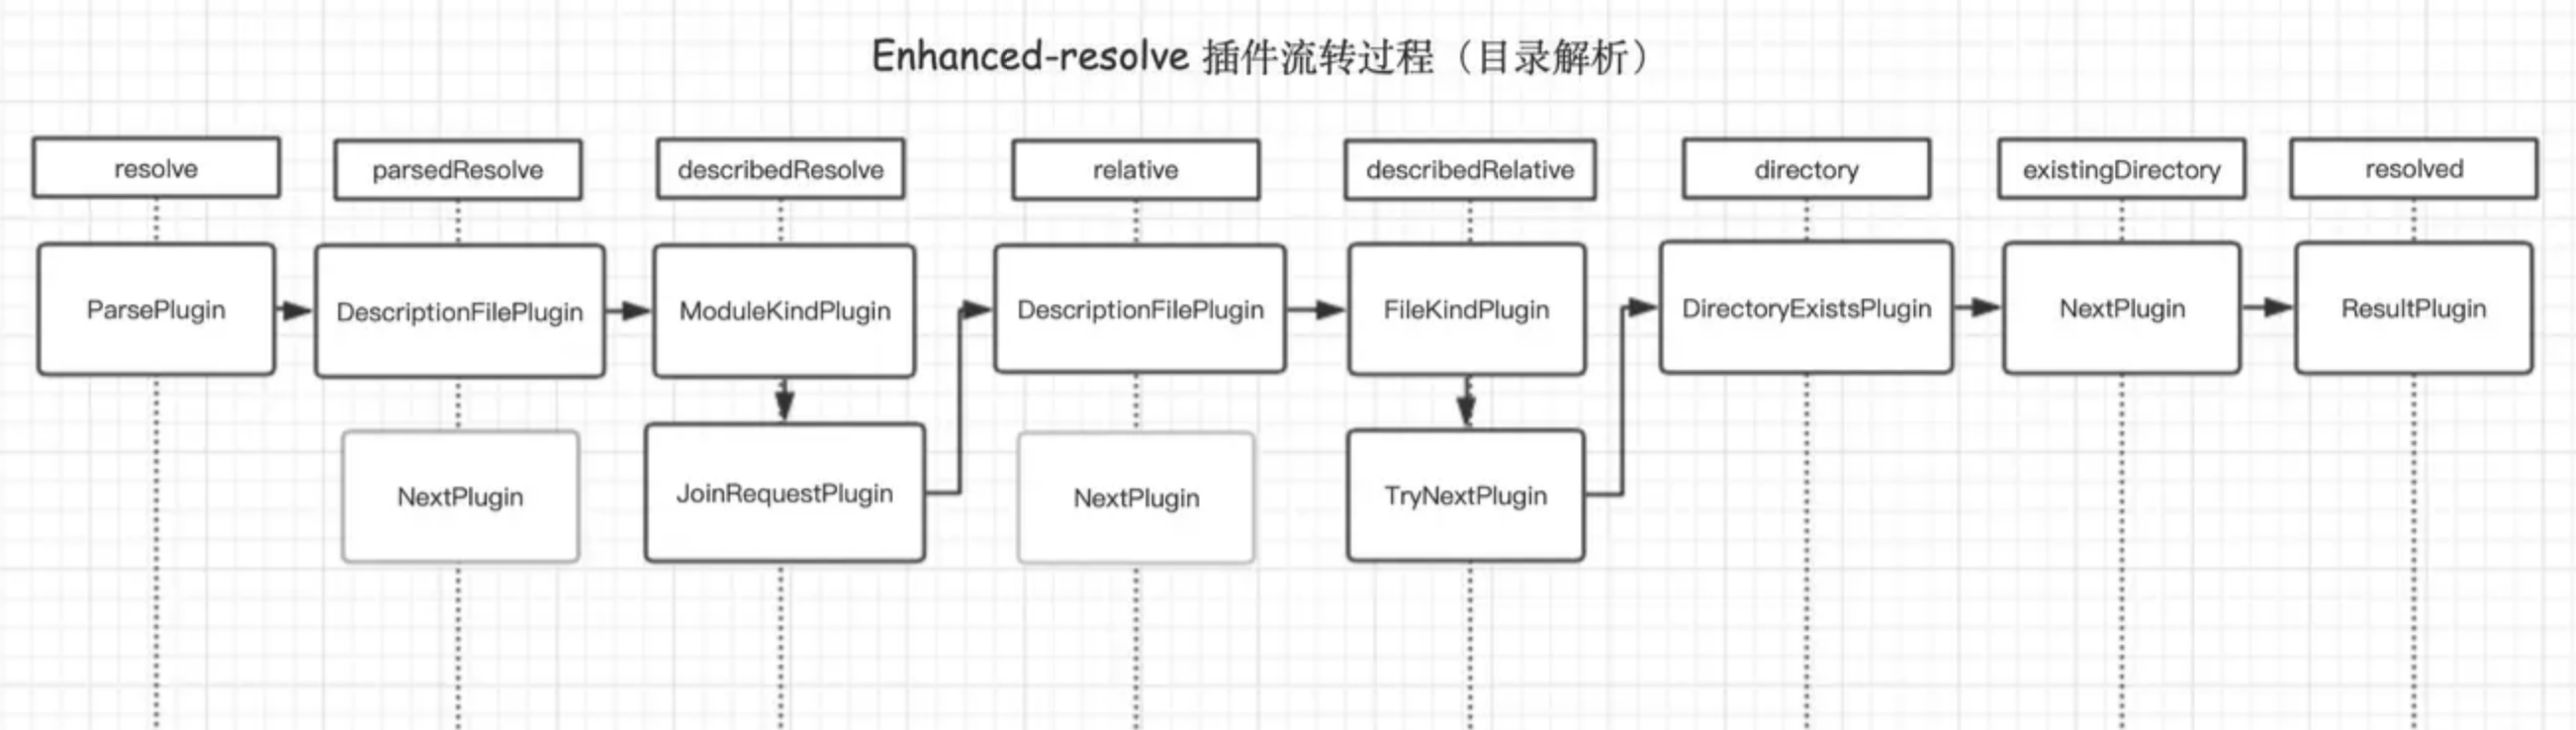 Enhanced-resolve 插件流转过程（目录解析）
resolve
parsedResolve
describedResolve
relative
describedRelative
directory
existingDirectory
resolved
ParsePlugin
DescriptionFilePlugin
ModuleKindPlugin
DescriptionFilePlugin
FileKindPlugin
DirectoryExistsPlugin
NextPlugin
ResultPlugin
NextPlugin
JoinRequestPlugin
NextPlugin
TryNextPlugin